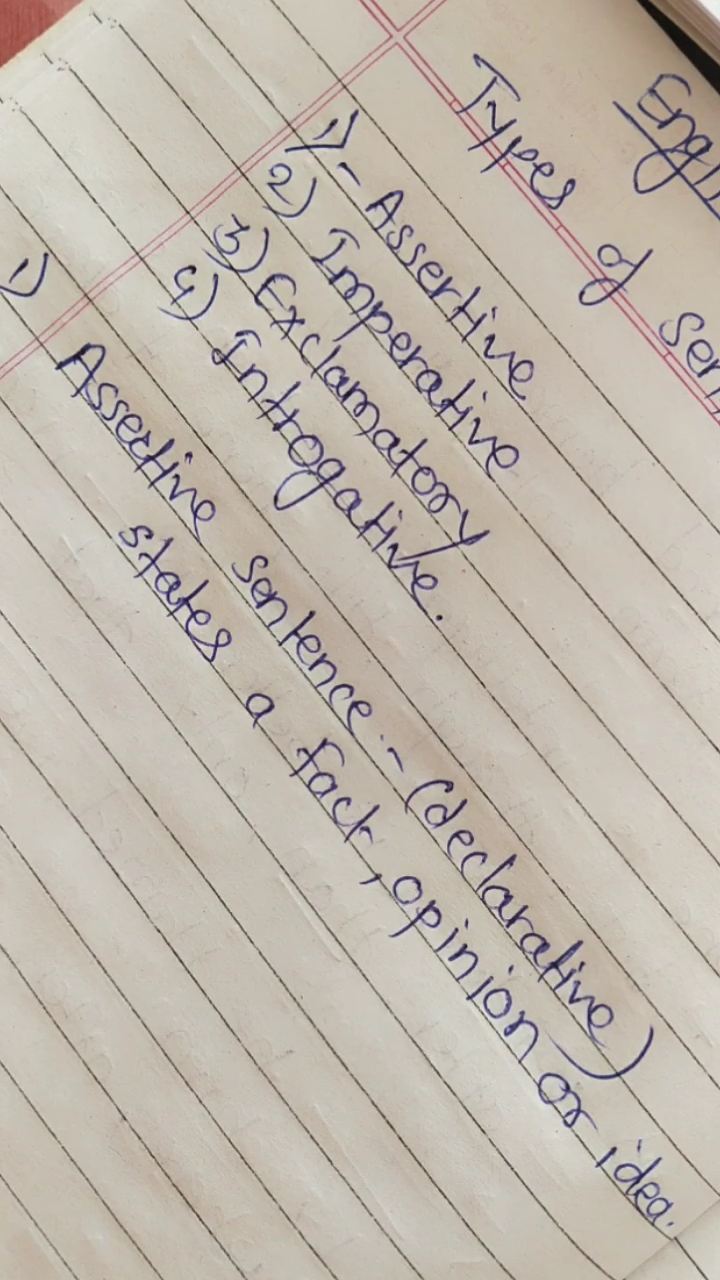 Types of
1) - Assertive
2) Imperative
3) Exclamatory
4) Introgative.
1) Assertive sentence :- (declarative)
states a fact, opinion or idea.